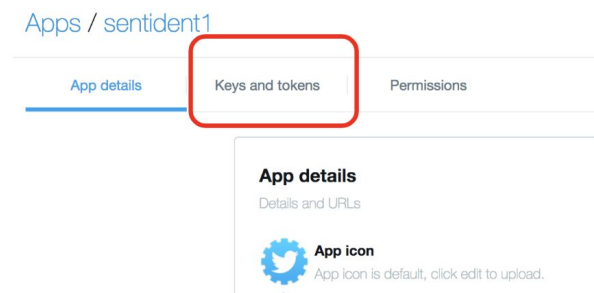 Apps / sentident1
App details Keys and tokens Permissions
App details
Details and URLs
App icon
App icon is default, click edit to upload.